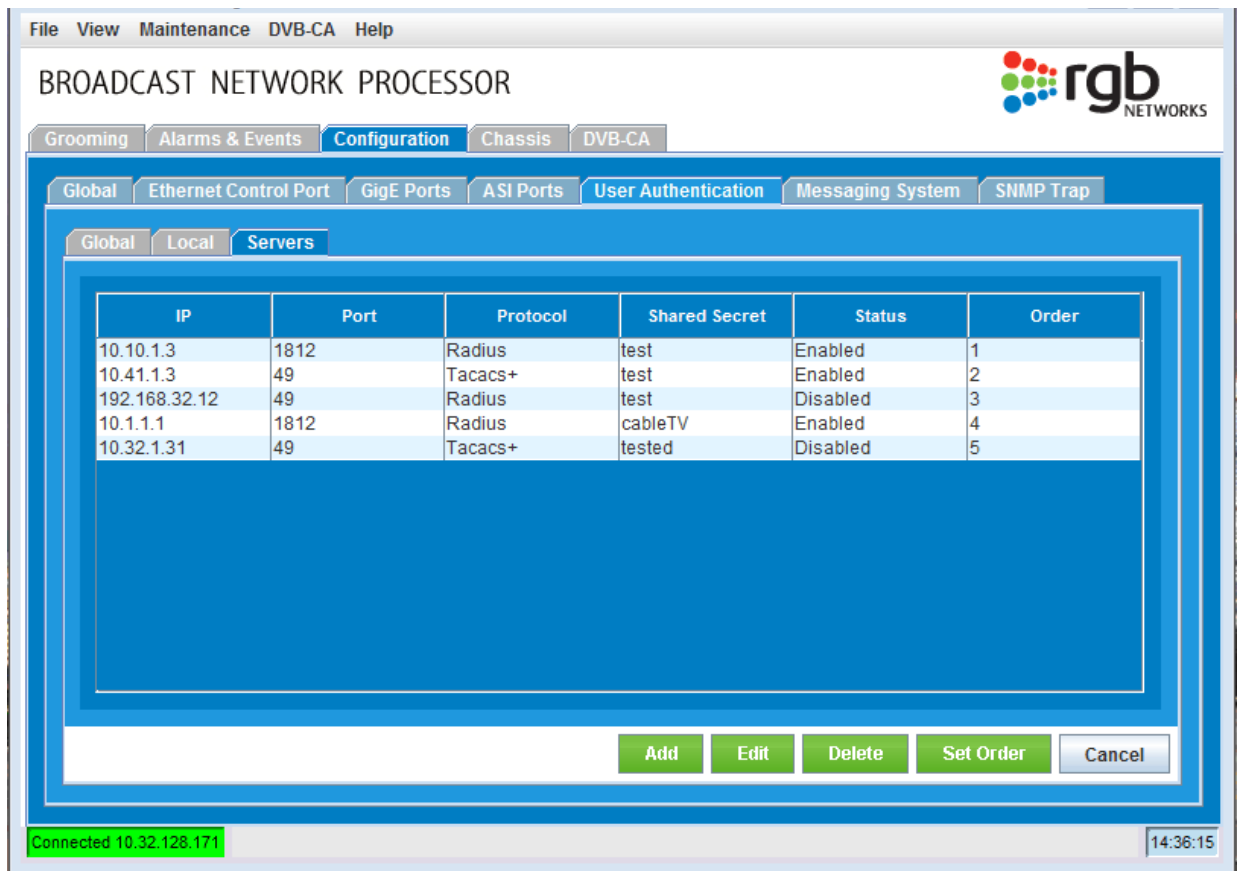 File View Maintenance DVB-CA Help
BROADCAST NETWORK PROCESSOR
rgb
NETWORKS
Grooming Alarms & Events Configuration Chassis DVB-CA
Global Ethernet Control Port GigE Ports ASI Ports User Authentication Messaging System SNMP Trap
Global Local Servers
IP Port Protocol Shared Secret Status Order
10.10.1.3 1812 Radius test Enabled 1
10.41.1.3 49 Tacacs+ test Enabled 2
192.168.32.12 49 Radius test Disabled 3
10.1.1.1 1812 Radius cableTV Enabled 4
10.32.1.31 49 Tacacs+ tested Disabled 5
Add Edit Delete Set Order Cancel
Connected 10.32.128.171 14:36:15